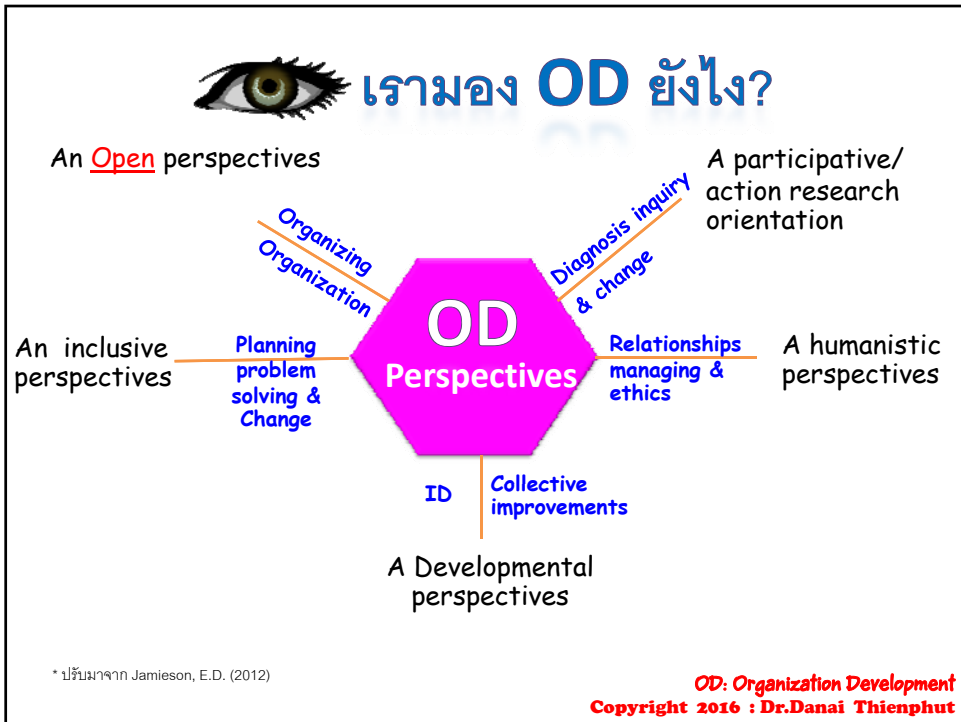 เรามอง OD ยังไง?
An Open perspectives
A participative/
action research
orientation
Organizing
Organization
Diagnosis inquiry
& change
OD
Perspectives
An inclusive
perspectives
Planning
problem
solving &
Change
Relationships
managing &
ethics
A humanistic
perspectives
ID
Collective
improvements
A Developmental
perspectives
* ปรับมาจาก Jamieson, E.D. (2012)
OD: Organization Development
Copyright 2016 : Dr.Danai Thienphut